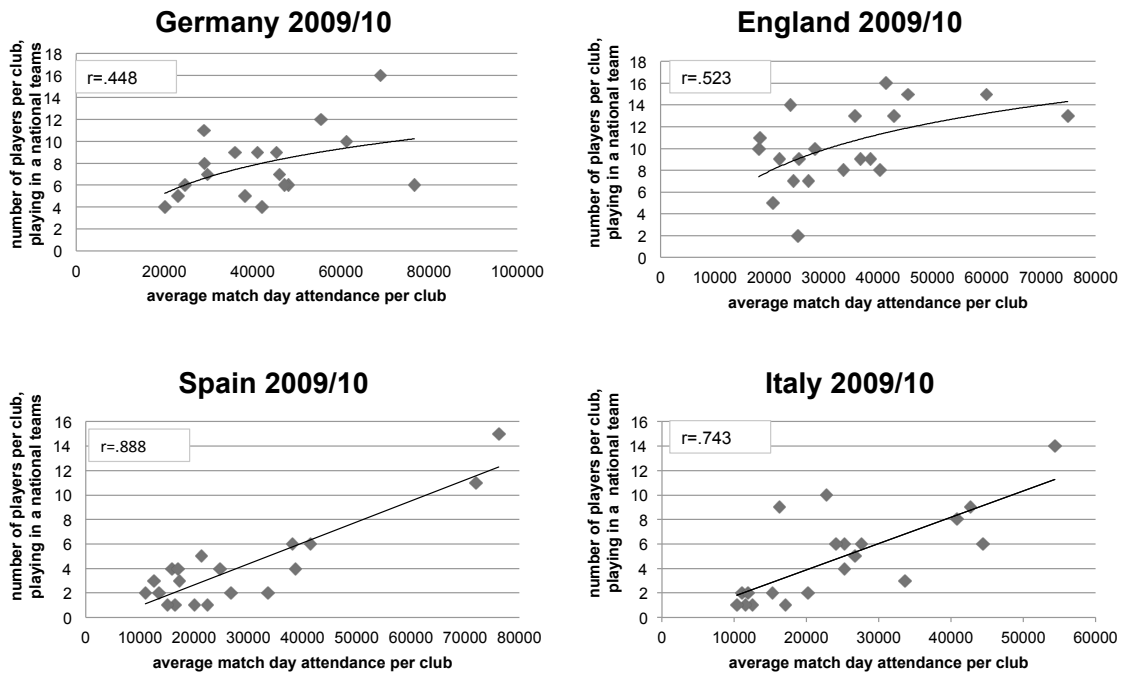 Germany 2009/10
number of players per club,
playing in a national teams
18
16
14
12
10
8
6
4
2
0
r=.448
0 20000 40000 60000 80000 100000
average match day attendance per club
England 2009/10
number of players per club,
playing in a national team
18
16
14
12
10
8
6
4
2
0
r=.523
0 10000 20000 30000 40000 50000 60000 70000 80000
average match day attendance per club
Spain 2009/10
number of players per club,
playing in a national teams
16
14
12
10
8
6
4
2
0
r=.888
0 10000 20000 30000 40000 50000 60000 70000 80000
average match day attendance per club
Italy 2009/10
number of players per club,
playing in a national team
16
14
12
10
8
6
4
2
0
r=.743
0 10000 20000 30000 40000 50000 60000
average match day attendance per club